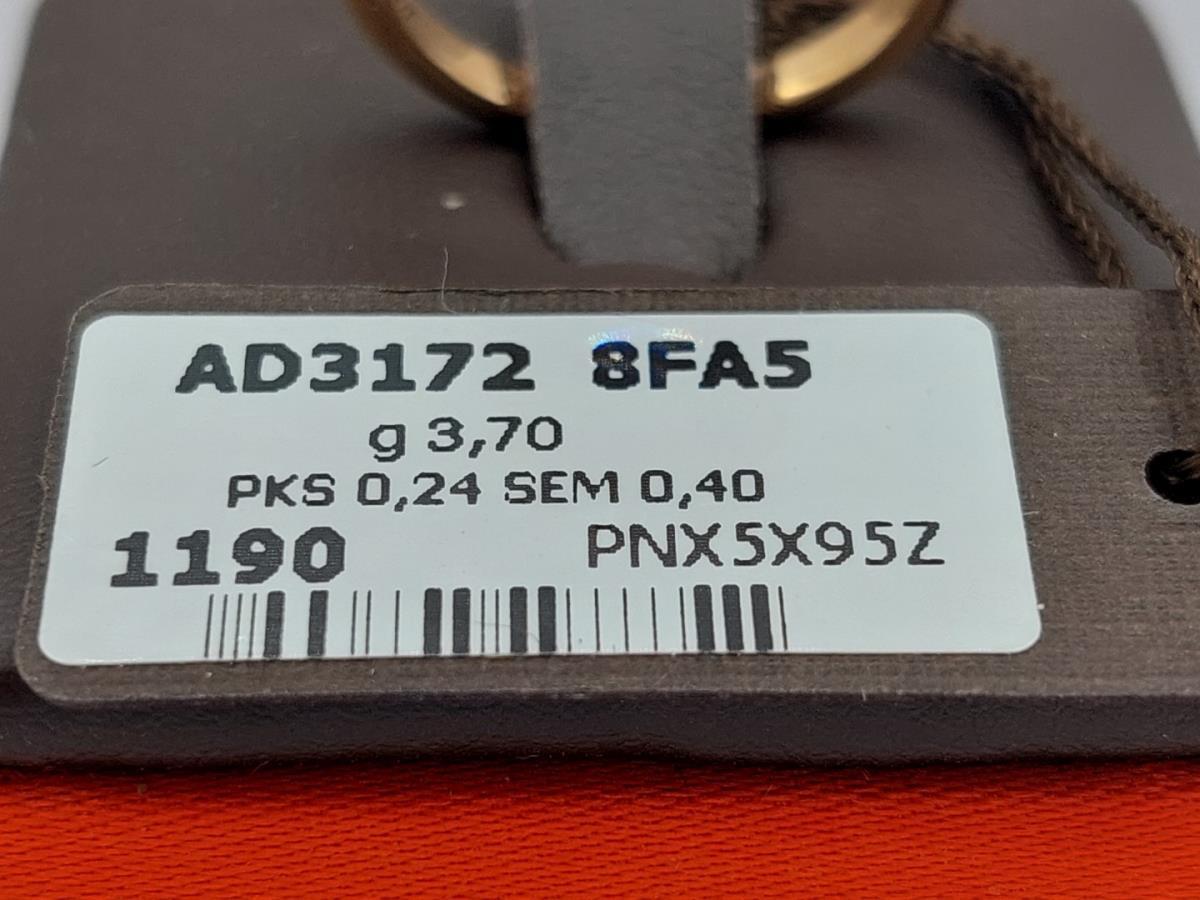 AD3172 8FA5
g 3,70
PKS 0,24 SEM 0,40
1190 PNX5X95Z